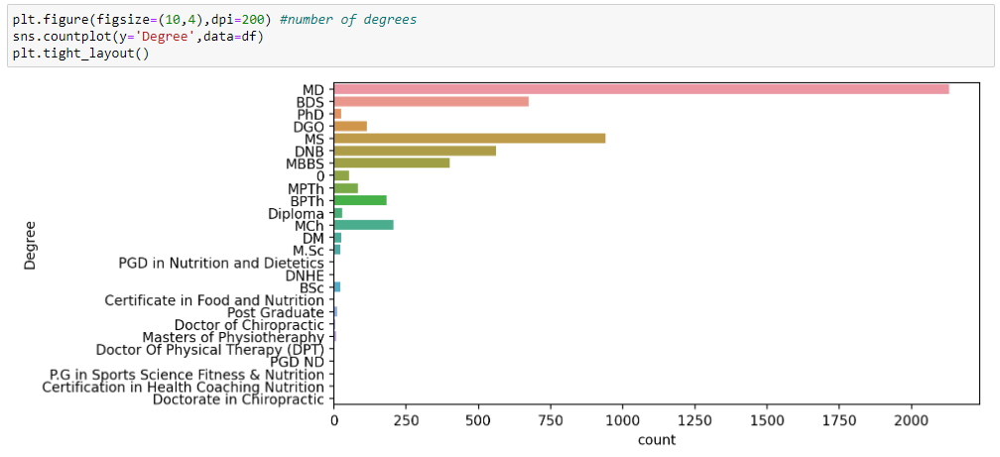 plt.figure(figsize=(10,4),dpi=200) #number of degrees
sns.countplot(y='Degree',data=df)
plt.tight_layout()
MD
BDS
PhD
DGO
MS
DNB
MBBS
0
MPTh
BPTh
Diploma
MCh
DM
M.Sc
PGD in Nutrition and Dietetics
DNHE
BSc
Certificate in Food and Nutrition
Post Graduate
Doctor of Chiropractic
Masters of Physiotheraphy
Doctor Of Physical Therapy (DPT)
PGD ND
P.G in Sports Science Fitness & Nutrition
Certification in Health Coaching Nutrition
Doctorate in Chiropractic
Degree
0 250 500 750 1000 1250 1500 1750 2000
count